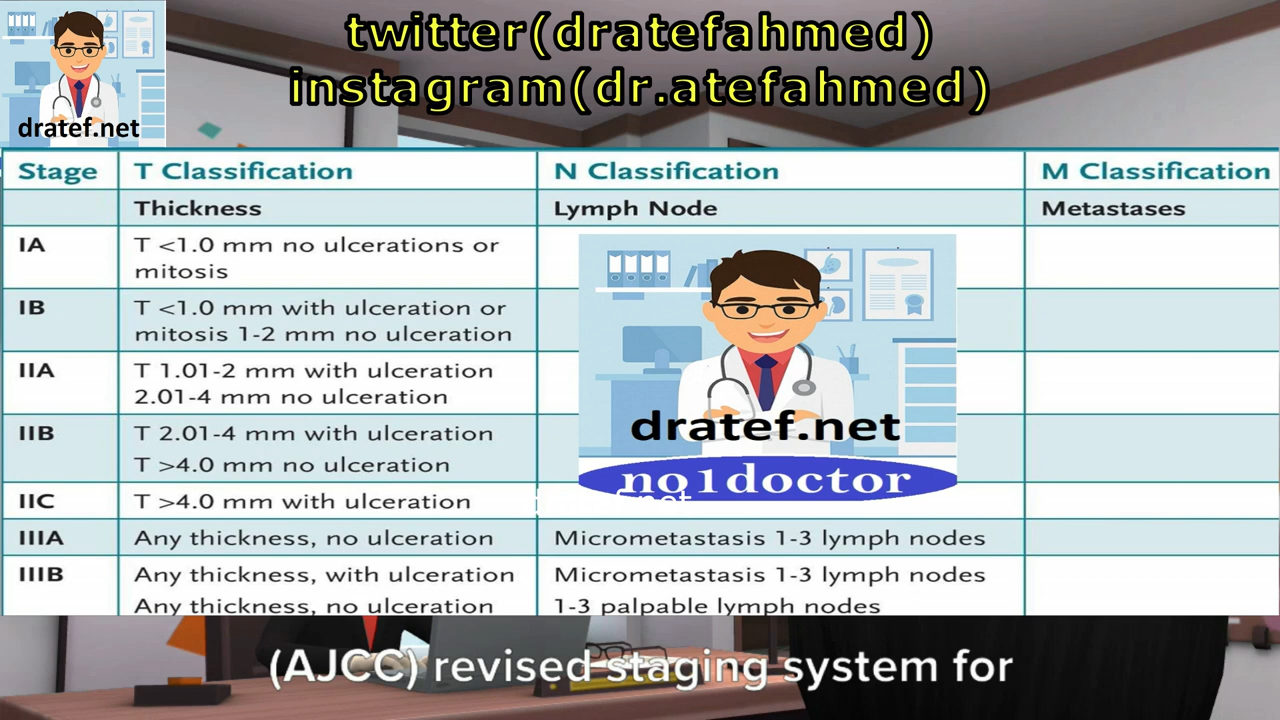 twitter(dratefahmed)
instagram(dr.atefahmed)
dratef.net
Stage T Classification N Classification M Classification
Thickness Lymph Node Metastases
IA T <1.0 mm no ulcerations or
mitosis
IB T <1.0 mm with ulceration or
mitosis 1-2 mm no ulceration
IIA T 1.01-2 mm with ulceration
2.01-4 mm no ulceration
dratef.net
IIB T 2.01-4 mm with ulceration
T >4.0 mm no ulceration
no1doctor
IIC T >4.0 mm with ulceration
IIIA Any thickness, no ulceration Micrometastasis 1-3 lymph nodes
IIIB Any thickness, with ulceration Micrometastasis 1-3 lymph nodes
Any thickness, no ulceration 1-3 palpable lymph nodes
(AJCC) revised staging system for